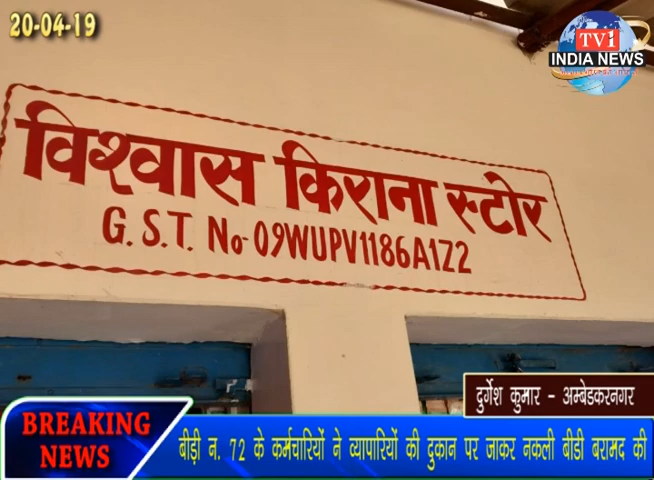 20-04-19
TV1
INDIA NEWS
विश्वास किराना स्टोर
G.S.T. No- 09WUPV1186A1Z2
दुर्गेश कुमार - अम्बेडकरनगर
BREAKING
NEWS
बीड़ी न. 72 के कर्मचारियों ने व्यापारियों की दुकान पर जाकर नकली बीडी बरामद की